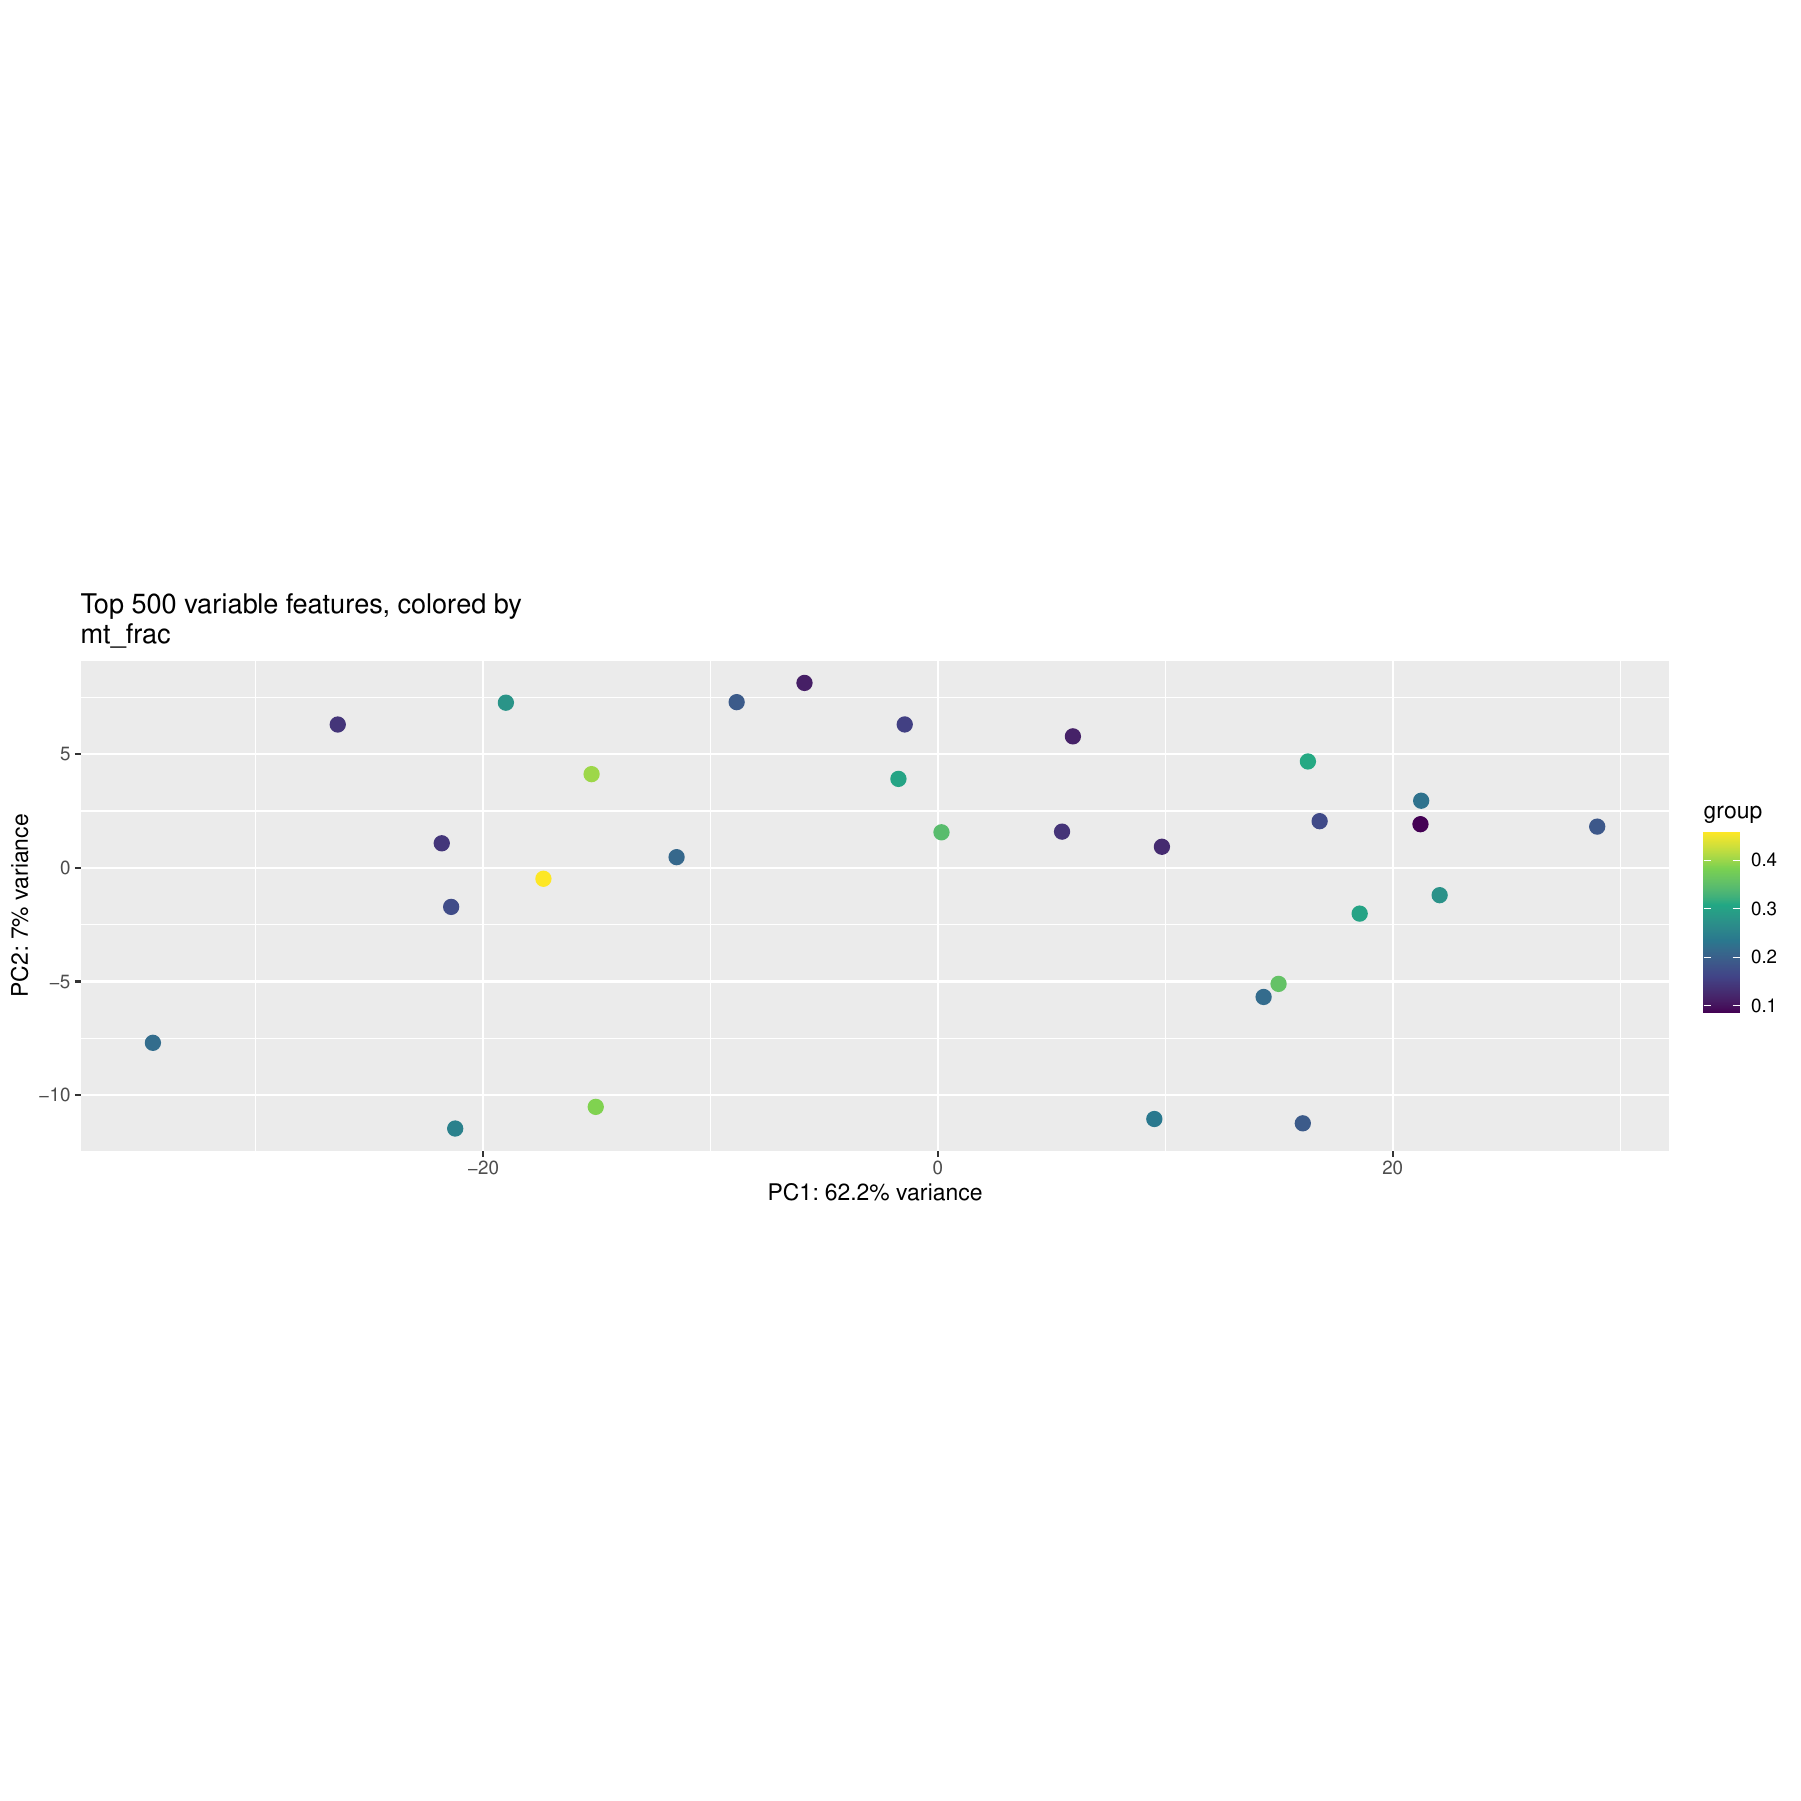 Top 500 variable features, colored by
mt_frac
5
0
−5
−10
PC2: 7% variance
−20
0
20
PC1: 62.2% variance
group
0.4
0.3
0.2
0.1